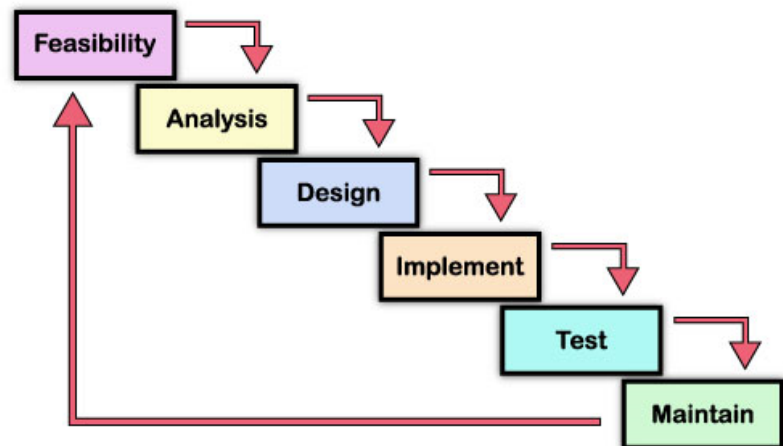 Feasibility
Analysis
Design
Implement
Test
Maintain